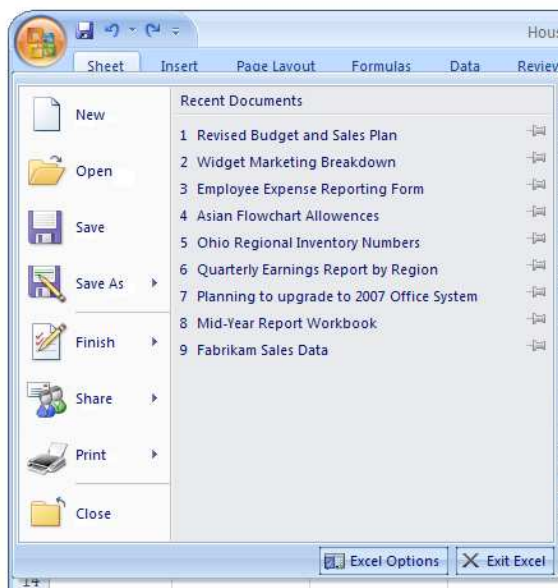 Hous
Sheet Insert Page Layout Formulas Data Review
Recent Documents
New
1 Revised Budget and Sales Plan
2 Widget Marketing Breakdown
Open
3 Employee Expense Reporting Form
4 Asian Flowchart Allowences
Save
5 Ohio Regional Inventory Numbers
6 Quarterly Earnings Report by Region
Save As
7 Planning to upgrade to 2007 Office System
8 Mid-Year Report Workbook
Finish
9 Fabrikam Sales Data
Share
Print
Close
Excel Options Exit Excel
14